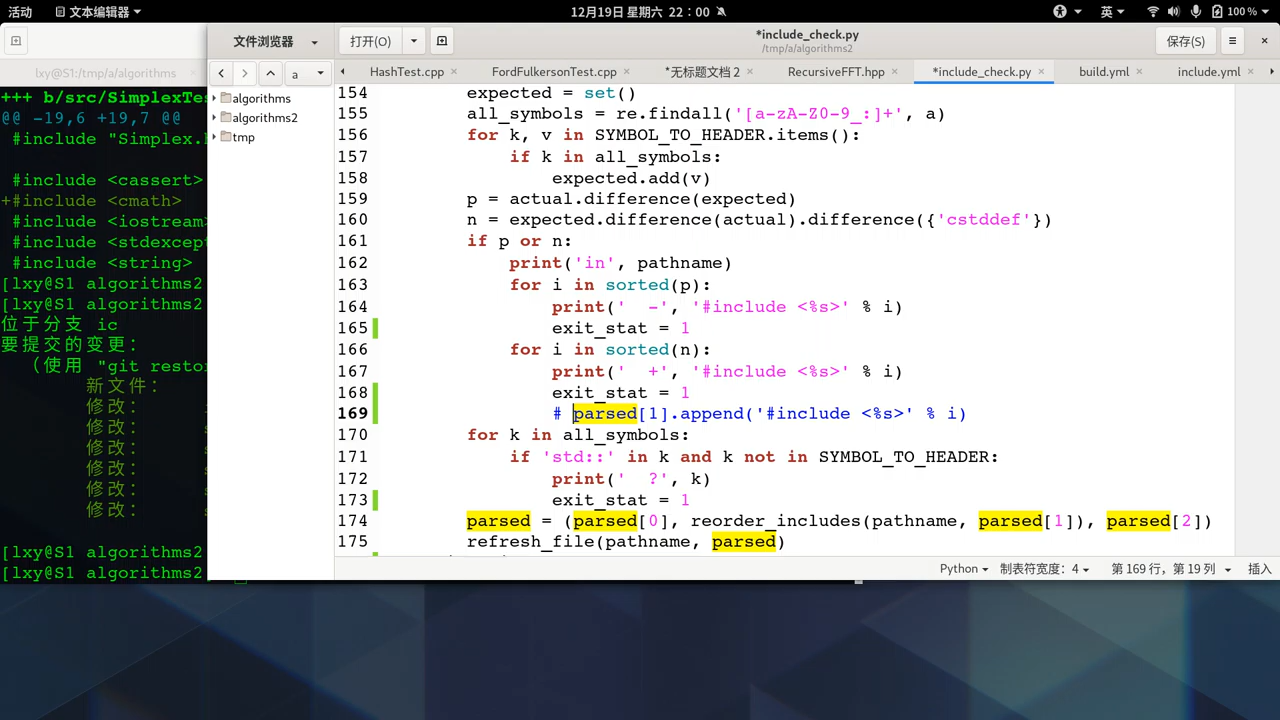 活动 文本编辑器 12月19日 星期六 22：00 英 100 %
文件浏览器 打开(O) *include_check.py 保存(S)
/tmp/a/algorithms2
lxy@S1:/tmp/a/algorithms
a
algorithms
algorithms2
tmp
HashTest.cpp FordFulkersonTest.cpp *无标题文档 2 RecursiveFFT.hpp *include_check.py build.yml include.yml
+++ b/src/SimplexTes
@@ -19,6 +19,7 @@
#include "Simplex.
#include <cassert>
+#include <cmath>
#include <iostream>
#include <stdexcept
#include <string>
[lxy@S1 algorithms2
[lxy@S1 algorithms2
位于分支 ic
要提交的变更：
（使用 "git restor
新文件：
修改：
修改：
修改：
修改：
修改：
修改：
[lxy@S1 algorithms2
[lxy@S1 algorithms2
154 expected = set()
155 all_symbols = re.findall('[a-zA-Z0-9_:]+', a)
156 for k, v in SYMBOL_TO_HEADER.items():
157 if k in all_symbols:
158 expected.add(v)
159 p = actual.difference(expected)
160 n = expected.difference(actual).difference({'cstddef'})
161 if p or n:
162 print('in', pathname)
163 for i in sorted(p):
164 print('  -', '#include <%s>' % i)
165 exit_stat = 1
166 for i in sorted(n):
167 print('  +', '#include <%s>' % i)
168 exit_stat = 1
169 # parsed[1].append('#include <%s>' % i)
170 for k in all_symbols:
171 if 'std::' in k and k not in SYMBOL_TO_HEADER:
172 print('  ?', k)
173 exit_stat = 1
174 parsed = (parsed[0], reorder_includes(pathname, parsed[1]), parsed[2])
175 refresh_file(pathname, parsed)
Python 制表符宽度：4 第 169 行，第 19 列 插入